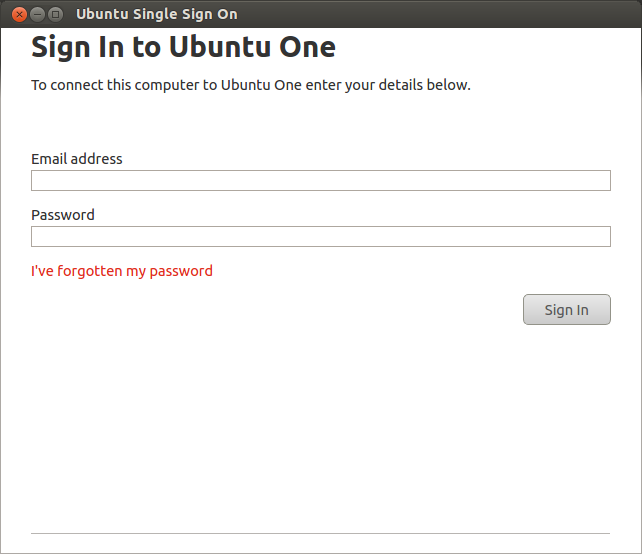 Ubuntu Single Sign On
Sign In to Ubuntu One
To connect this computer to Ubuntu One enter your details below.
Email address
Password
I've forgotten my password
Sign In